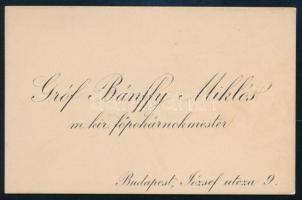 Gróf Bánffy Miklós
m. kir. főpohárnokmester
Budapest, József utcza 9.